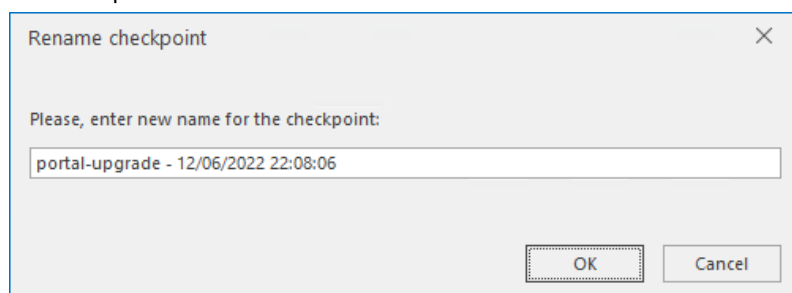 Rename checkpoint
Please, enter new name for the checkpoint:
portal-upgrade - 12/06/2022 22:08:06
OK Cancel